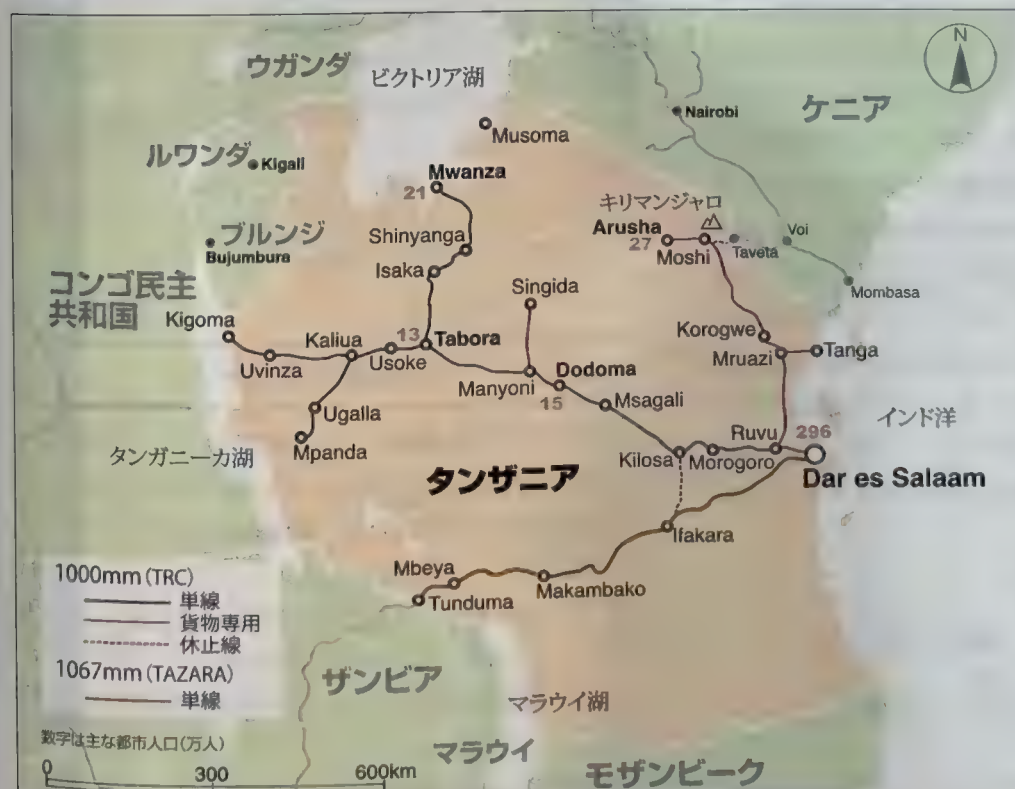 N
ウガンダ
ビクトリア湖
ケニア
Nairobi
Musoma
ルワンダ
Kigali
Mwanza
21
キリマンジャロ
Arusha
27
Moshi
Taveta
Voi
ブルンジ
Bujumbura
Shinyanga
Isaka
Mombasa
コンゴ民主
共和国
Singida
Kigoma
Kaliua
13
Tabora
Korogwe
Tanga
Mruazi
Uvinza
Usoke
Manyoni
Dodoma
15
Msagali
Ugalla
Mpanda
インド洋
タンガニーカ湖
Ruvu
296
Kilosa
Morogoro
Dar es Salaam
タンザニア
Ifakara
Mbeya
Makambako
Tunduma
1000mm(TRC)
単線
貨物専用
休止線
1067mm(TAZARA)
単線
ザンビア
マラウイ湖
数字は主な都市人口(万人)
マラウイ
モザンビーク
0 300 600km